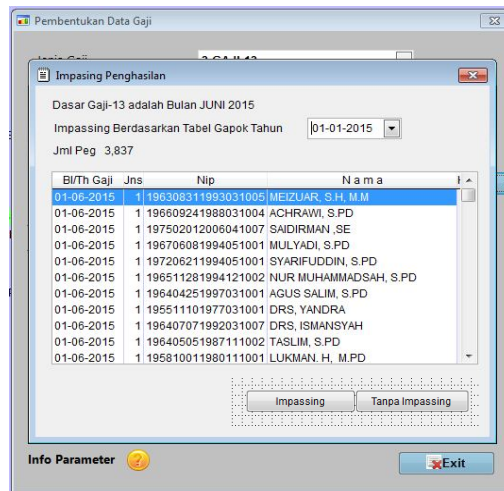 Pembentukan Data Gaji
Impasing Penghasilan
Dasar Gaji-13 adalah Bulan JUNI 2015
Impassing Berdasarkan Tabel Gapok Tahun 01-01-2015
Jml Peg 3,837
Bl/Th Gaji Jns Nip N a m a
01-06-2015 1 196308311993031005 MEIZUAR, S.H, M.M
01-06-2015 1 196609241988031004 ACHRAWI, S.PD
01-06-2015 1 197502012006041007 SAIDIRMAN ,SE
01-06-2015 1 196706081994051001 MULYADI, S.PD
01-06-2015 1 197206211994051001 SYARIFUDDIN, S.PD
01-06-2015 1 196511281994121002 NUR MUHAMMADSAH, S.PD
01-06-2015 1 196404251997031001 AGUS SALIM, S.PD
01-06-2015 1 195511101977031001 DRS, YANDRA
01-06-2015 1 196407071992031007 DRS, ISMANSYAH
01-06-2015 1 196405051987111002 TASLIM, S.PD
01-06-2015 1 195810011980111001 LUKMAN. H, M.PD
Impassing Tanpa Impassing
Info Parameter ? Exit